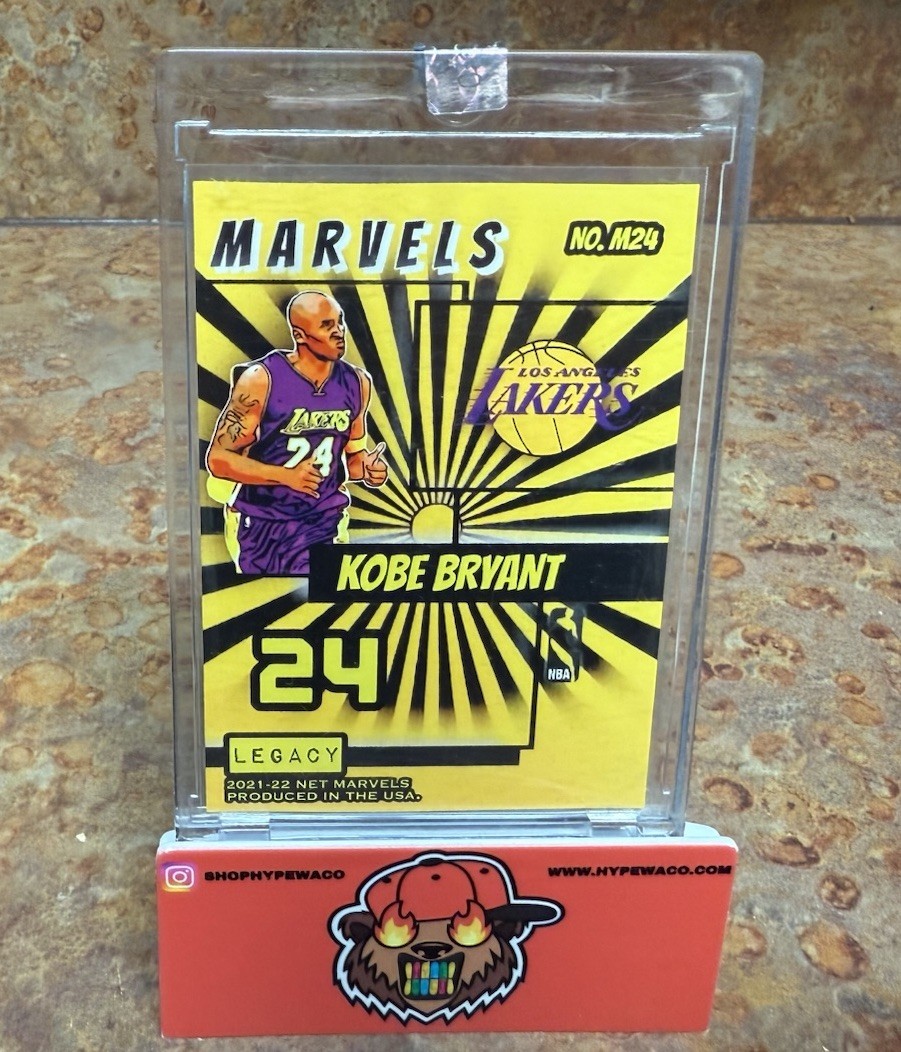 MARVELS
NO. M24
LOS ANGELES
LAKERS
LAKERS
24
KOBE BRYANT
24
NBA
LEGACY
2021-22 NET MARVELS
PRODUCED IN THE USA.
SHOPHYPEWACO
WWW.HYPEWACO.COM